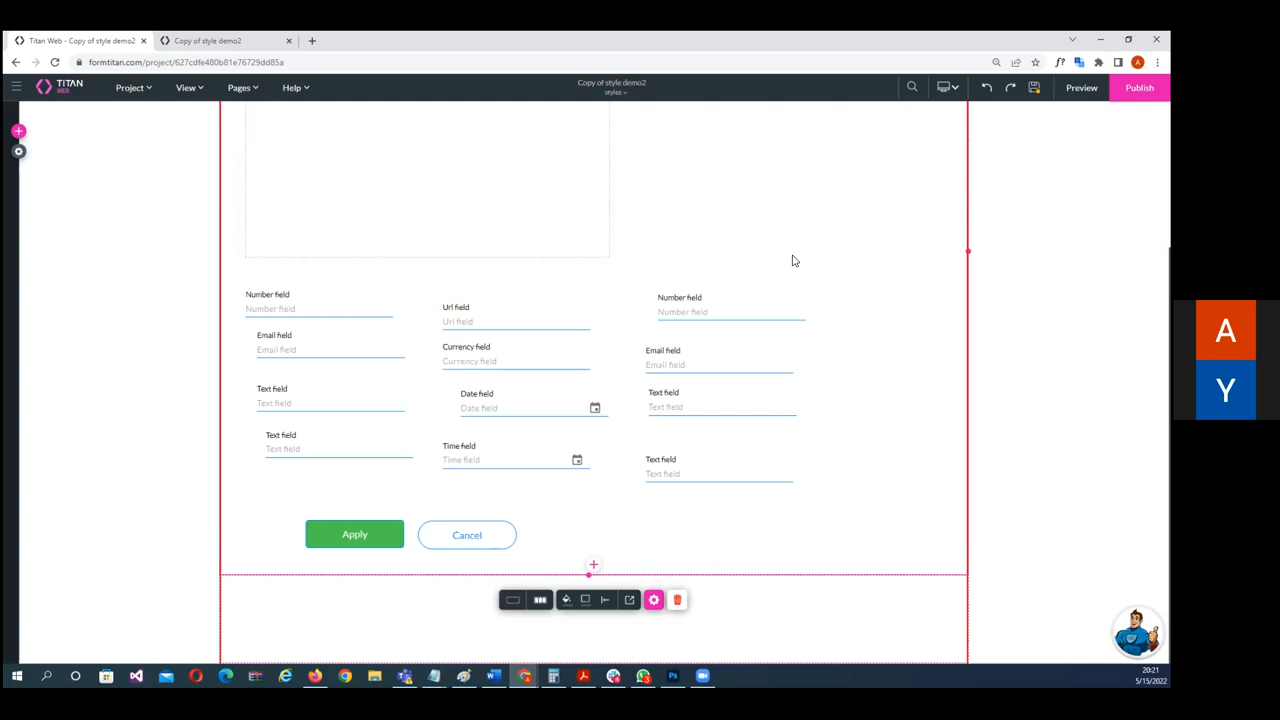 Titan Web - Copy of style demo2
Copy of style demo2
formtitan.com/project/627cdfe480b81e76729dd85a
f?
A
TITAN
WEB
Project
View
Pages
Help
Copy of style demo2
styles
Preview
Publish
Number field
Number field
Url field
Url field
Number field
Number field
Email field
Email field
Currency field
Currency field
Email field
Email field
Text field
Text field
Date field
Date field
Text field
Text field
Text field
Text field
Time field
Time field
Text field
Text field
Apply
Cancel
A
Y
3
Ps
20:21
5/15/2022